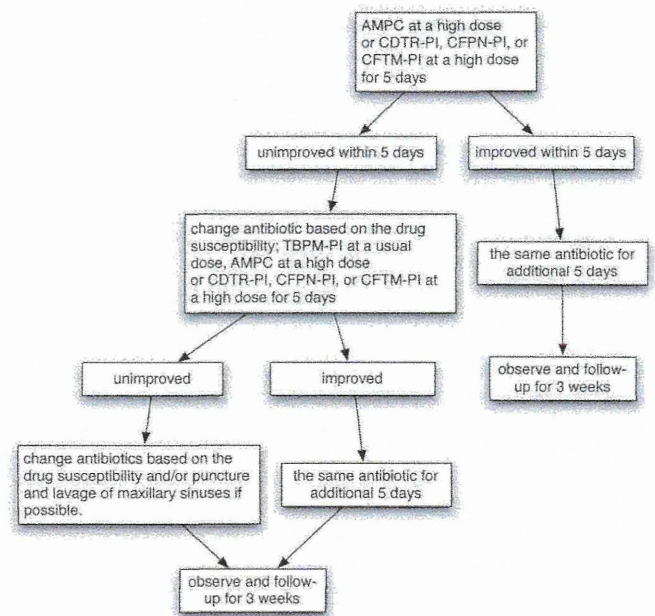 AMPC at a high dose
or CDTR-PI, CFPN-PI, or
CFTM-PI at a high dose
for 5 days
unimproved within 5 days
improved within 5 days
change antibiotic based on the drug
susceptibility; TBPM-PI at a usual
dose, AMPC at a high dose
or CDTR-PI, CFPN-PI, or CFTM-PI at
a high dose for 5 days
the same antibiotic for
additional 5 days
unimproved
improved
observe and follow-
up for 3 weeks
change antibiotics based on the
drug susceptibility and/or puncture
and lavage of maxillary sinuses if
possible.
the same antibiotic for
additional 5 days
observe and follow-
up for 3 weeks